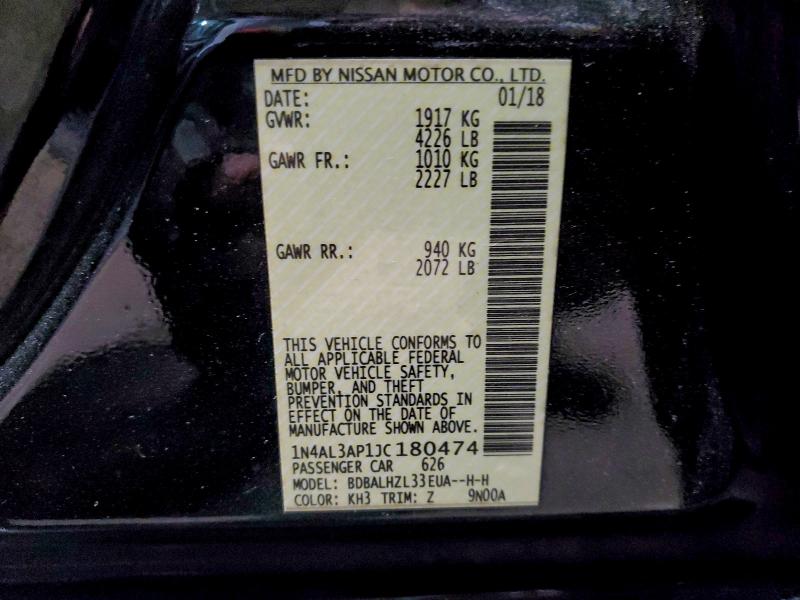 MFD BY NISSAN MOTOR CO., LTD.
DATE: 01/18
GVWR: 1917 KG
4226 LB
GAWR FR.: 1010 KG
2227 LB
GAWR RR.: 940 KG
2072 LB
THIS VEHICLE CONFORMS TO
ALL APPLICABLE FEDERAL
MOTOR VEHICLE SAFETY,
BUMPER, AND THEFT
PREVENTION STANDARDS IN
EFFECT ON THE DATE OF
MANUFACTURE SHOWN ABOVE.
1N4AL3AP1JC180474
PASSENGER CAR 626
MODEL: BDBALHZL33EUA--H-H
COLOR: KH3 TRIM: Z 9N00A